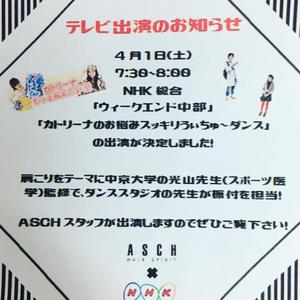 テレビ出演のお知らせ
4月1日(土)
7:30~8:00
NHK 総合
「ウィークエンド中部」
「カトリーナのお悩みスッキリろぃちゅ~ダンス」
の出演が決定しました!
肩こりをテーマに中京大学の光山先生(スポーツ医
学)監修で、ダンススタジオの先生が振付を担当!
ASCHスタッフが出演しますのでぜひご覧下さい!
ASCH
HAIR SPIRIT
×
NHK